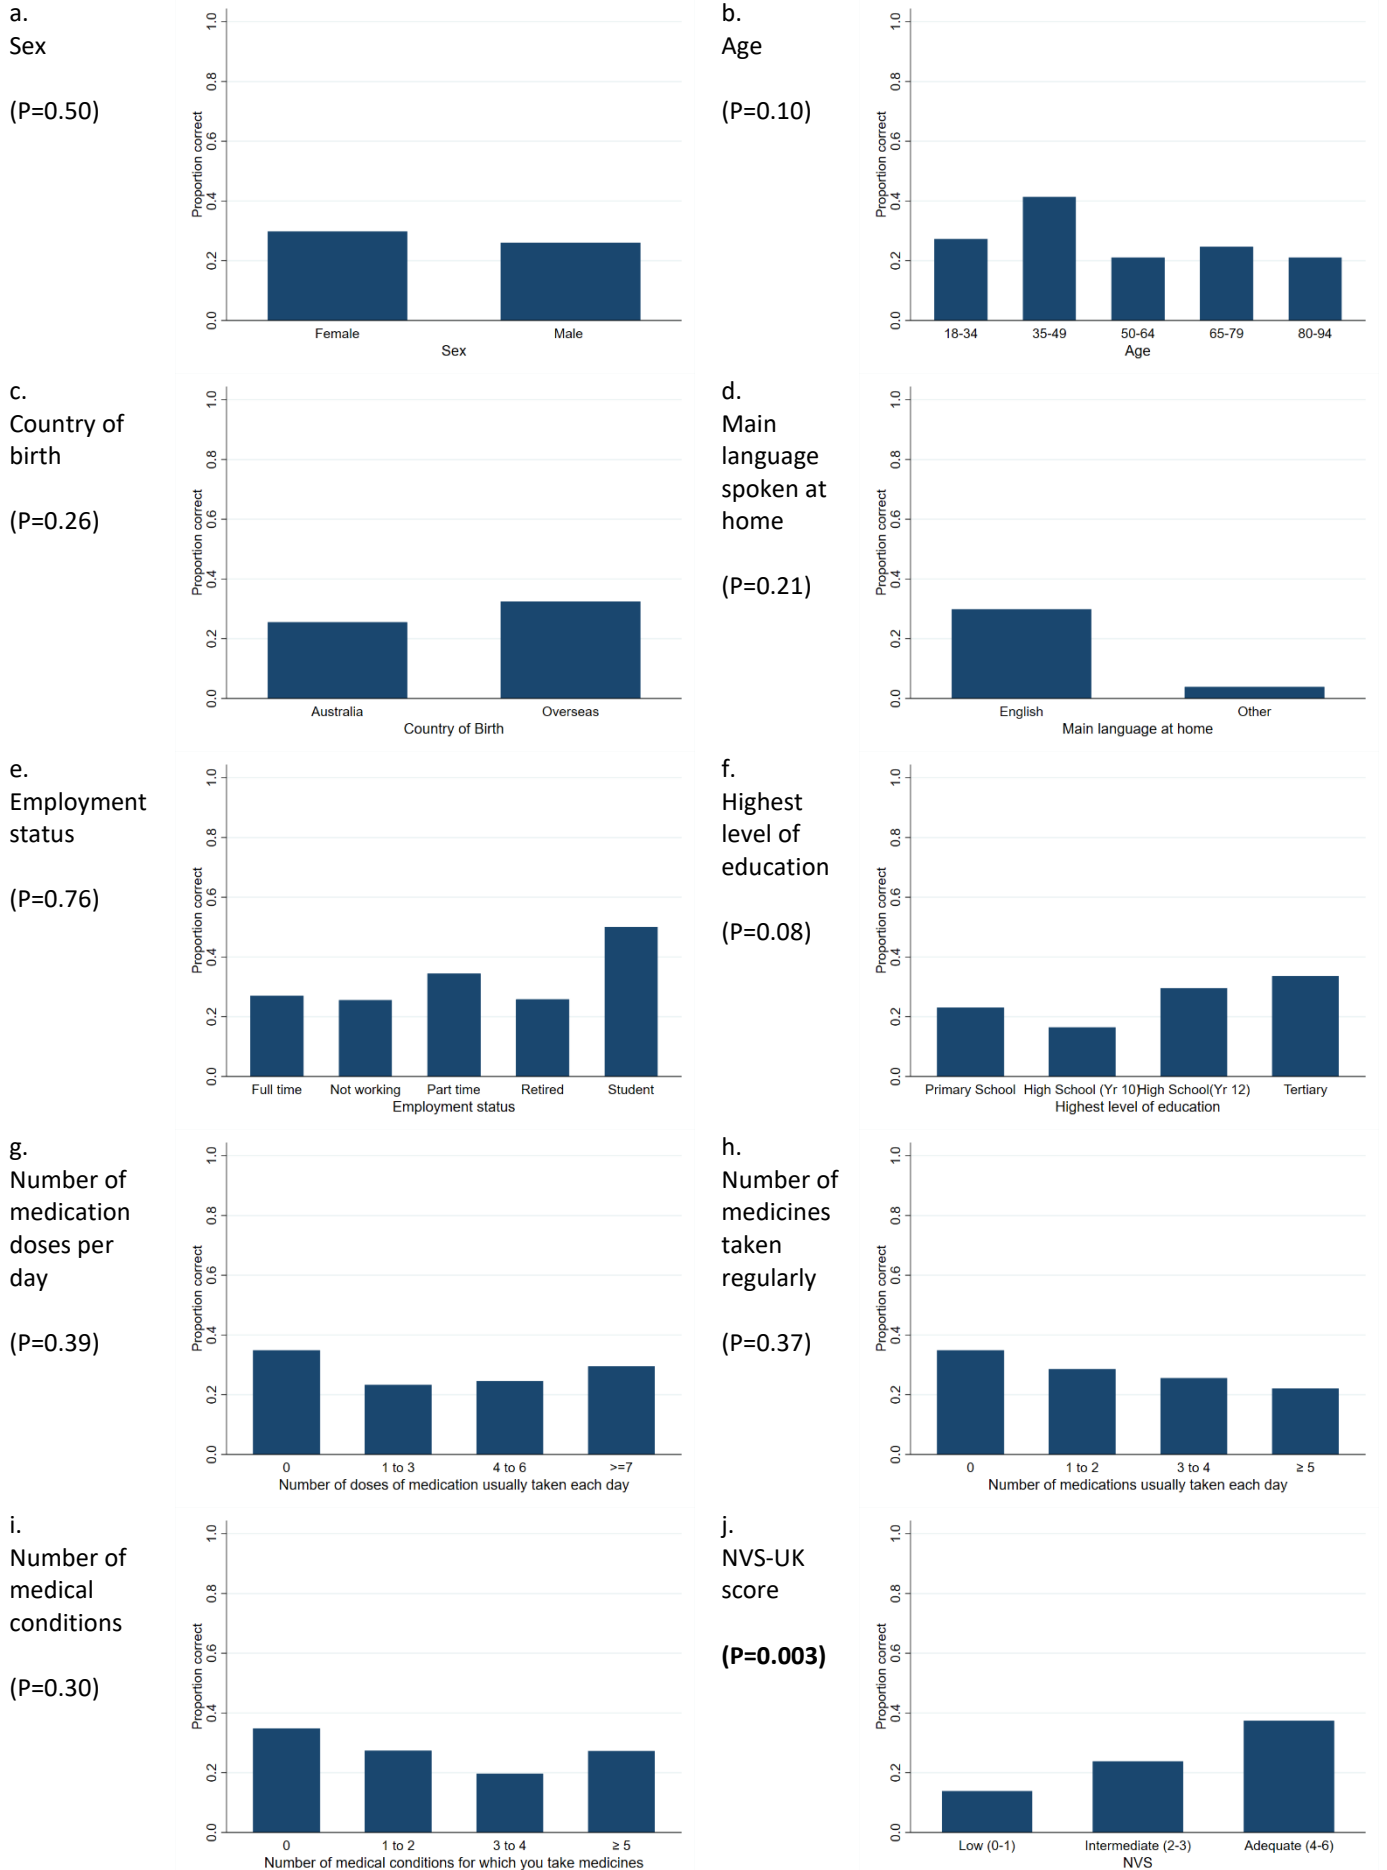 a.
Sex
(P=0.50)
1.0
0.8
0.6
0.4
0.2
0.0
Proportion correct
Female Male
Sex
b.
Age
(P=0.10)
1.0
0.8
0.6
0.4
0.2
0.0
Proportion correct
18-34 35-49 50-64 65-79 80-94
Age
c.
Country of
birth
(P=0.26)
1.0
0.8
0.6
0.4
0.2
0.0
Proportion correct
Australia Overseas
Country of Birth
d.
Main
language
spoken at
home
(P=0.21)
1.0
0.8
0.6
0.4
0.2
0.0
Proportion correct
English Other
Main language at home
e.
Employment
status
(P=0.76)
1.0
0.8
0.6
0.4
0.2
0.0
Proportion correct
Full time Not working Part time Retired Student
Employment status
f.
Highest
level of
education
(P=0.08)
1.0
0.8
0.6
0.4
0.2
0.0
Proportion correct
Primary School High School (Yr 10) High School(Yr 12) Tertiary
Highest level of education
g.
Number of
medication
doses per
day
(P=0.39)
1.0
0.8
0.6
0.4
0.2
0.0
Proportion correct
0 1 to 3 4 to 6 >=7
Number of doses of medication usually taken each day
h.
Number of
medicines
taken
regularly
(P=0.37)
1.0
0.8
0.6
0.4
0.2
0.0
Proportion correct
0 1 to 2 3 to 4 ≥ 5
Number of medications usually taken each day
i.
Number of
medical
conditions
(P=0.30)
1.0
0.8
0.6
0.4
0.2
0.0
Proportion correct
0 1 to 2 3 to 4 ≥ 5
Number of medical conditions for which you take medicines
j.
NVS-UK
score
(P=0.003)
1.0
0.8
0.6
0.4
0.2
0.0
Proportion correct
Low (0-1) Intermediate (2-3) Adequate (4-6)
NVS